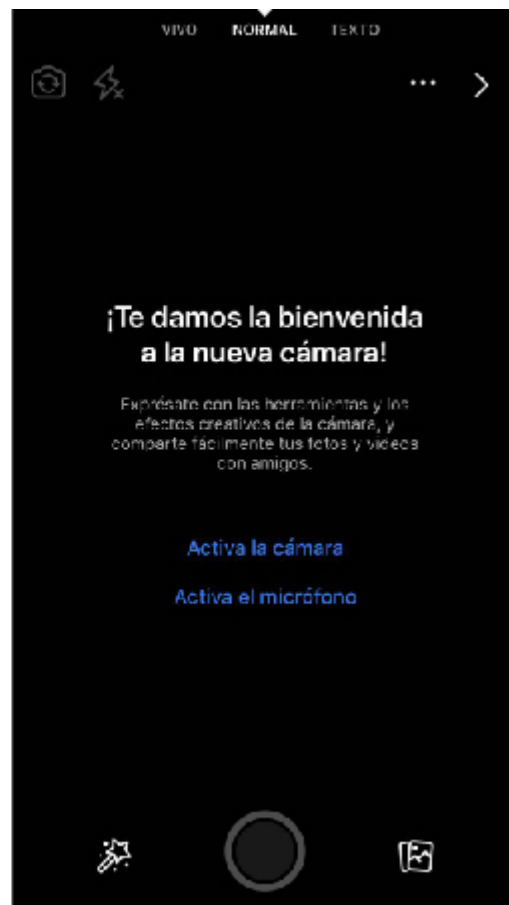 VIVO NORMAL TEXTO
¡Te damos la bienvenida
a la nueva cámara!
Exprésate con las herramientas y los
efectos creativos de la cámara, y
comparte fácilmente tus fotos y videos
con amigos.
Activa la cámara
Activa el micrófono